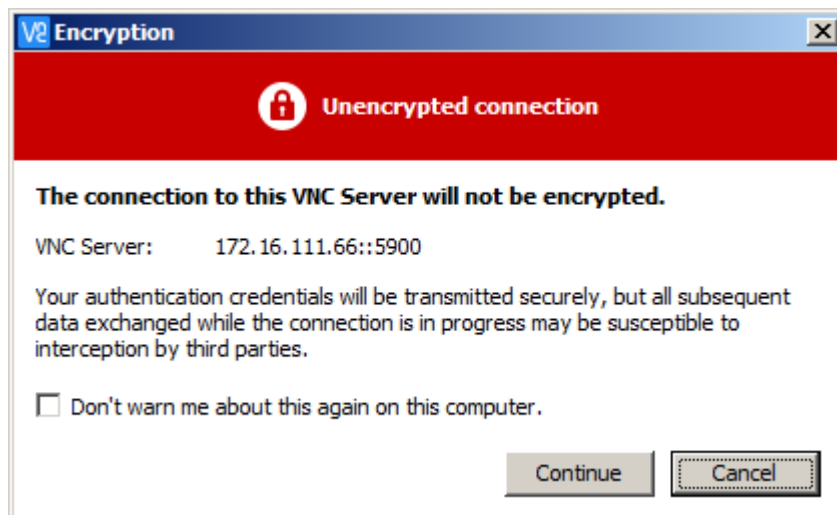 V2 Encryption
Unencrypted connection
The connection to this VNC Server will not be encrypted.
VNC Server: 172.16.111.66::5900
Your authentication credentials will be transmitted securely, but all subsequent
data exchanged while the connection is in progress may be susceptible to
interception by third parties.
Don't warn me about this again on this computer.
Continue Cancel